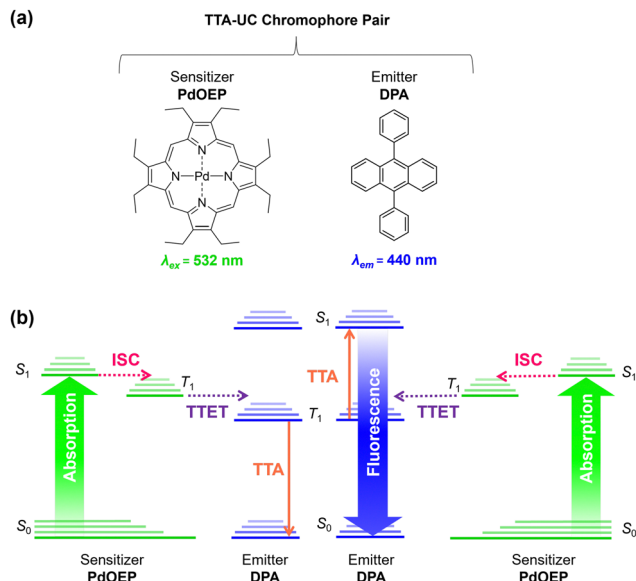 (a)
TTA-UC Chromophore Pair
Sensitizer
PdOEP
Emitter
DPA
N
N
Pd
N
N
λex = 532 nm
λem = 440 nm
(b)
S1
ISC
T1
TTET
Absorption
S0
Sensitizer
PdOEP
TTA
Emitter
DPA
S1
TTA
T1
Fluorescence
S0
Emitter
DPA
TTET
T1
ISC
S1
Absorption
S0
Sensitizer
PdOEP